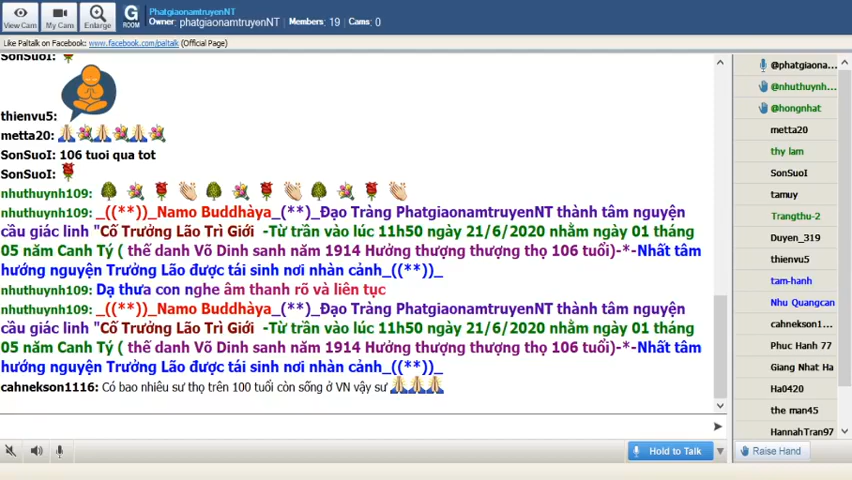 View Cam
My Cam
Enlarge
G
ROOM
PhatgiaonamtruyenNT
Owner: phatgiaonamtruyenNT | Members: 19 | Cams: 0
Like Paltalk on Facebook: www.facebook.com/paltalk (Official Page)
SonSuoI:
thienvu5:
metta20:
SonSuoI: 106 tuoi qua tot
SonSuoI:
nhuthuynh109:
nhuthuynh109: _((**))_Namo Buddhàya_(**)_Đạo Tràng PhatgiaonamtruyenNT thành tâm nguyện
cầu giác linh "Cố Trưởng Lão Trì Giới -Từ trần vào lúc 11h50 ngày 21/6/2020 nhằm ngày 01 tháng
05 năm Canh Tý ( thế danh Võ Dinh sanh năm 1914 Hưởng thượng thượng thọ 106 tuổi)-*-Nhất tâm
hướng nguyện Trưởng Lão được tái sinh nơi nhàn cảnh_((**))_
nhuthuynh109: Dạ thưa con nghe âm thanh rõ và liên tục
nhuthuynh109: _((**))_Namo Buddhàya_(**)_Đạo Tràng PhatgiaonamtruyenNT thành tâm nguyện
cầu giác linh "Cố Trưởng Lão Trì Giới -Từ trần vào lúc 11h50 ngày 21/6/2020 nhằm ngày 01 tháng
05 năm Canh Tý ( thế danh Võ Dinh sanh năm 1914 Hưởng thượng thượng thọ 106 tuổi)-*-Nhất tâm
hướng nguyện Trưởng Lão được tái sinh nơi nhàn cảnh_((**))_
cahnekson1116: Có bao nhiêu sư thọ trên 100 tuổi còn sống ở VN vậy sư
Hold to Talk
@phatgiaona...
@nhuthuynh...
@hongnhat
metta20
thy lam
SonSuoI
tamuy
Trangthu-2
Duyen_319
thienvu5
tam-hanh
Nhu Quangcan
cahnekson1...
Phuc Hanh 77
Giang Nhat Ha
Ha0420
the man45
HannahTran97
Raise Hand